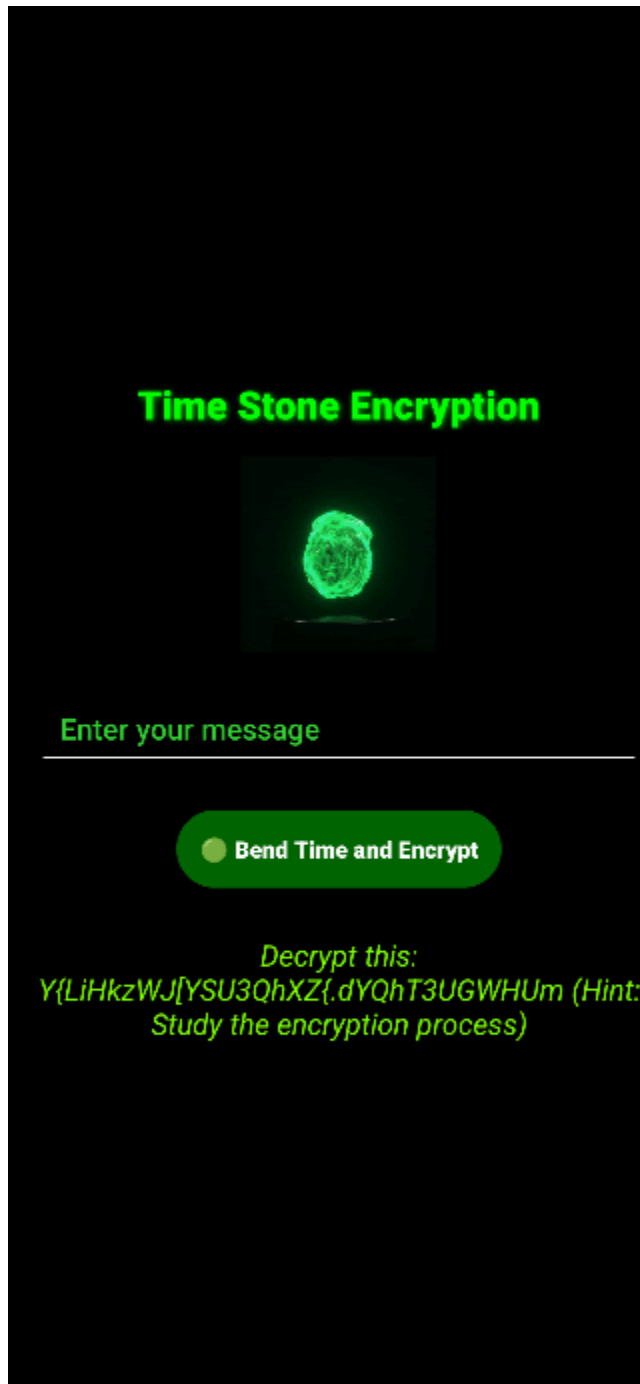 Time Stone Encryption
Enter your message
Bend Time and Encrypt
Decrypt this:
Y{LiHkzWJ[YSU3QhXZ{.dYQhT3UGWHUm (Hint:
Study the encryption process)